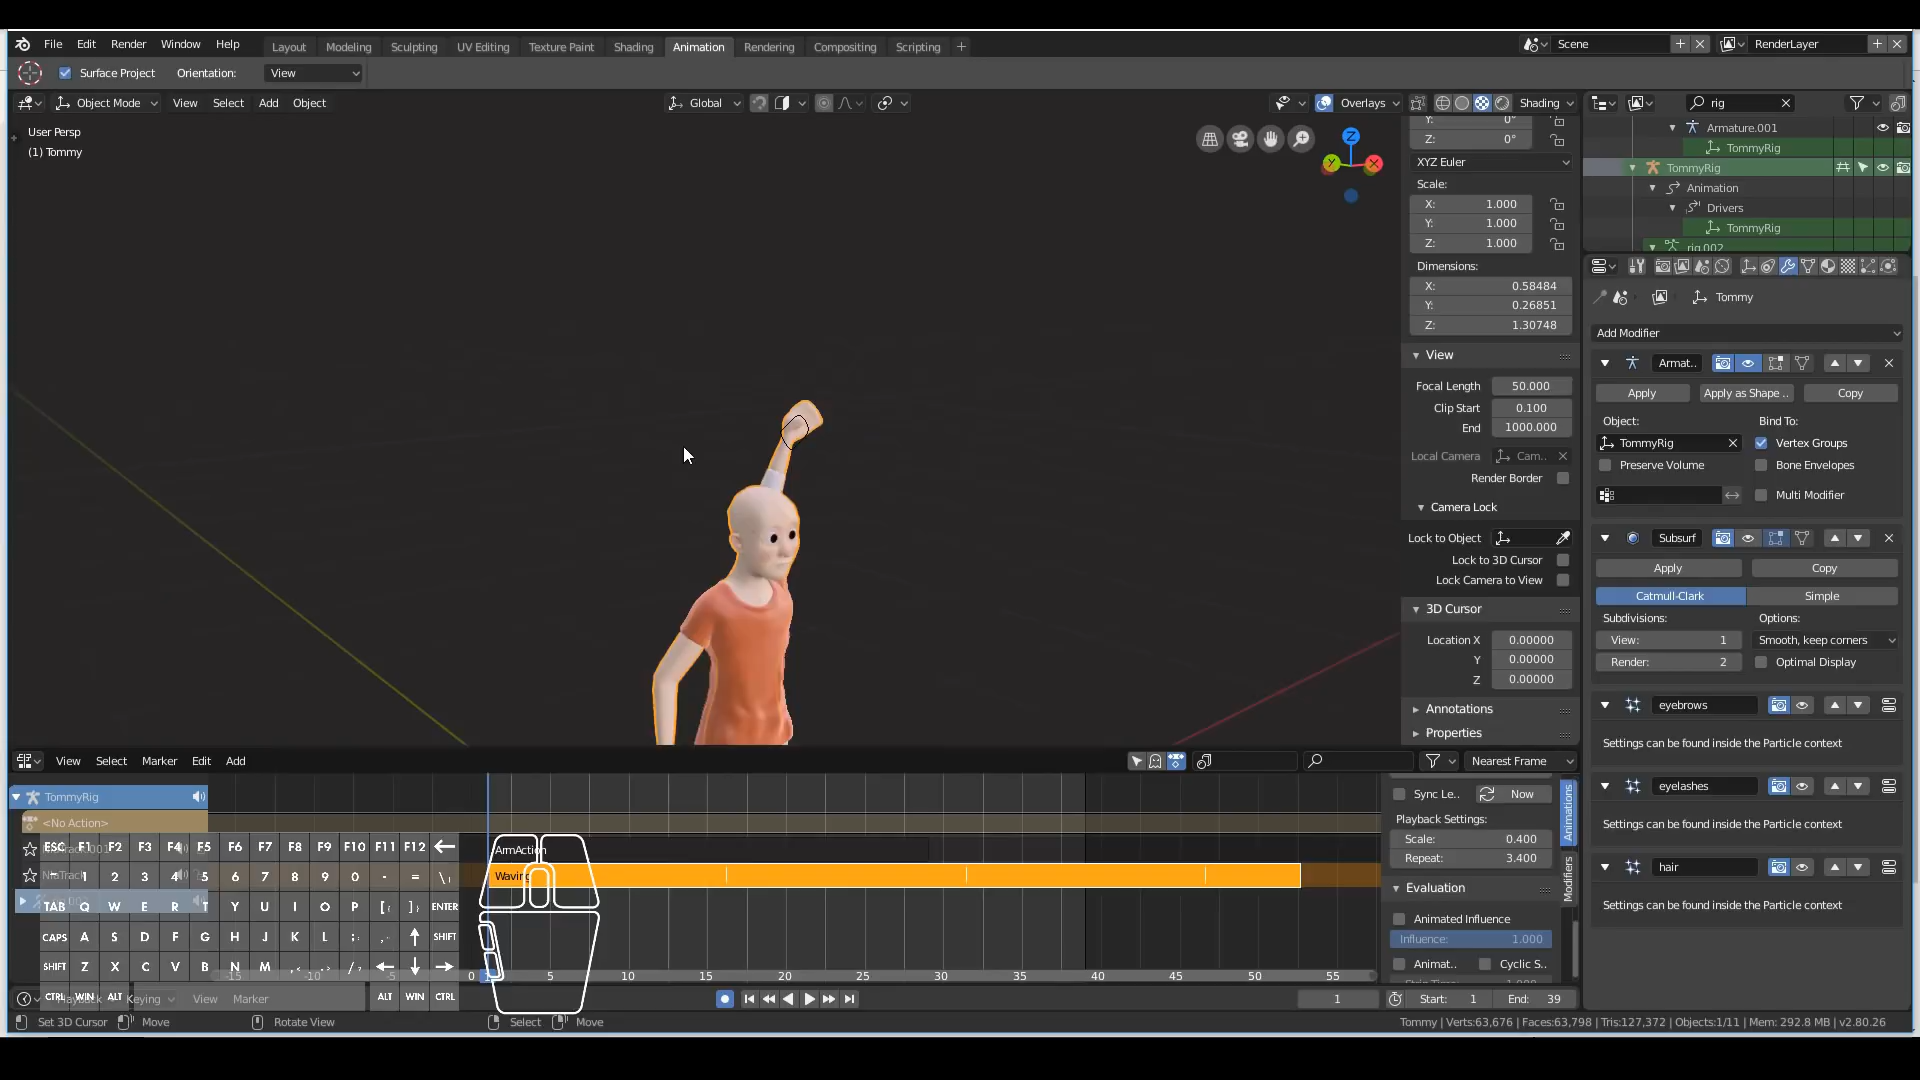 File Edit Render Window Help
Layout Modeling Sculpting UV Editing Texture Paint Shading Animation Rendering Compositing Scripting +
Scene
RenderLayer
Surface Project Orientation: View
Object Mode View Select Add Object
Global
Overlays Shading
User Persp
(1) Tommy
Z
Y X
Y: 0°
Z: 0°
XYZ Euler
Scale:
X: 1.000
Y: 1.000
Z: 1.000
Dimensions:
X: 0.58484
Y: 0.26851
Z: 1.30748
View
Focal Length 50.000
Clip Start 0.100
End 1000.000
Local Camera Cam..
Render Border
Camera Lock
Lock to Object
Lock to 3D Cursor
Lock Camera to View
3D Cursor
Location X 0.00000
Y 0.00000
Z 0.00000
Annotations
Properties
rig
Armature.001
TommyRig
TommyRig
Animation
Drivers
TommyRig
rig.002
Tommy
Add Modifier
Armat..
Apply Apply as Shape .. Copy
Object: Bind To:
TommyRig Vertex Groups
Preserve Volume Bone Envelopes
Multi Modifier
Subsurf
Apply Copy
Catmull-Clark Simple
Subdivisions: Options:
View: 1 Smooth, keep corners
Render: 2 Optimal Display
eyebrows
Settings can be found inside the Particle context
eyelashes
Settings can be found inside the Particle context
hair
Settings can be found inside the Particle context
View Select Marker Edit Add
Nearest Frame
TommyRig
<No Action>
ESC F1 F2 F3 F4 F5 F6 F7 F8 F9 F10 F11 F12
1 2 3 4 5 6 7 8 9 0 - =
TAB Q W E R T Y U I O P ENTER
CAPS A S D F G H J K L SHIFT
SHIFT Z X C V B N M
CTRL WIN ALT ALT WIN CTRL
ArmAction
Waving
0 1 5 10 15 20 25 30 35 40 45 50 55
Sync Le.. Now
Playback Settings:
Scale: 0.400
Repeat: 3.400
Evaluation
Animated Influence
Influence: 1.000
Animat.. Cyclic S..
Animations
Modifiers
Playback Keying View Marker
1
Start: 1 End: 39
Set 3D Cursor Move Rotate View Select Move
Tommy | Verts:63,676 | Faces:63,798 | Tris:127,372 | Objects:1/11 | Mem: 292.8 MB | v2.80.26